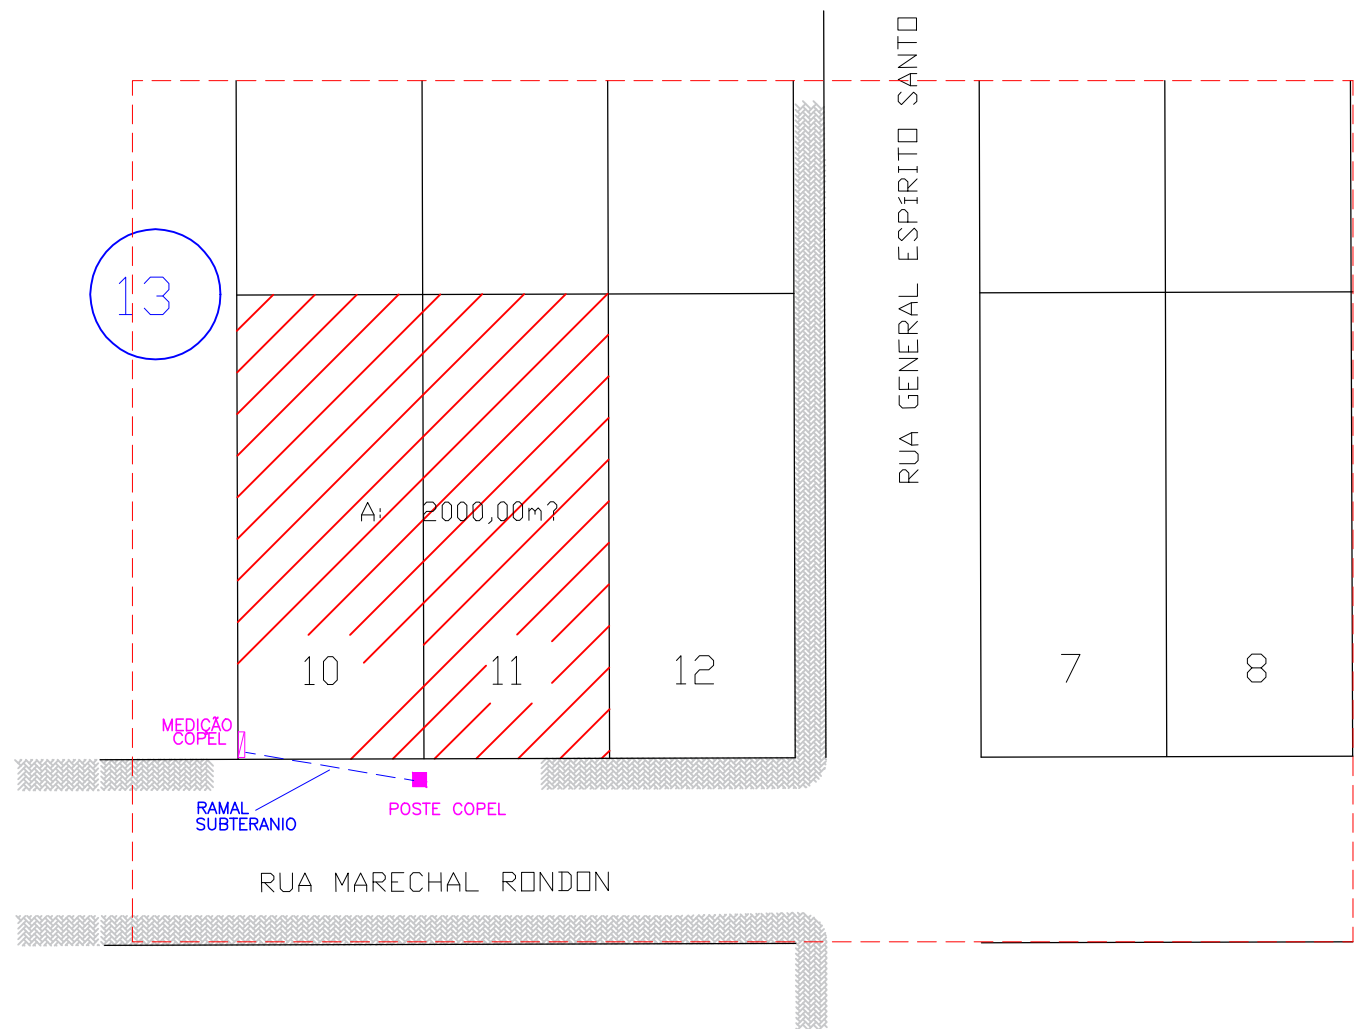 RUA GENERAL ESPÍRITO SANTO
13
A: 2000,00m?
10
11
12
7
8
MEDIÇÃO
COPEL
RAMAL
SUBTERANIO
POSTE COPEL
RUA MARECHAL RONDON